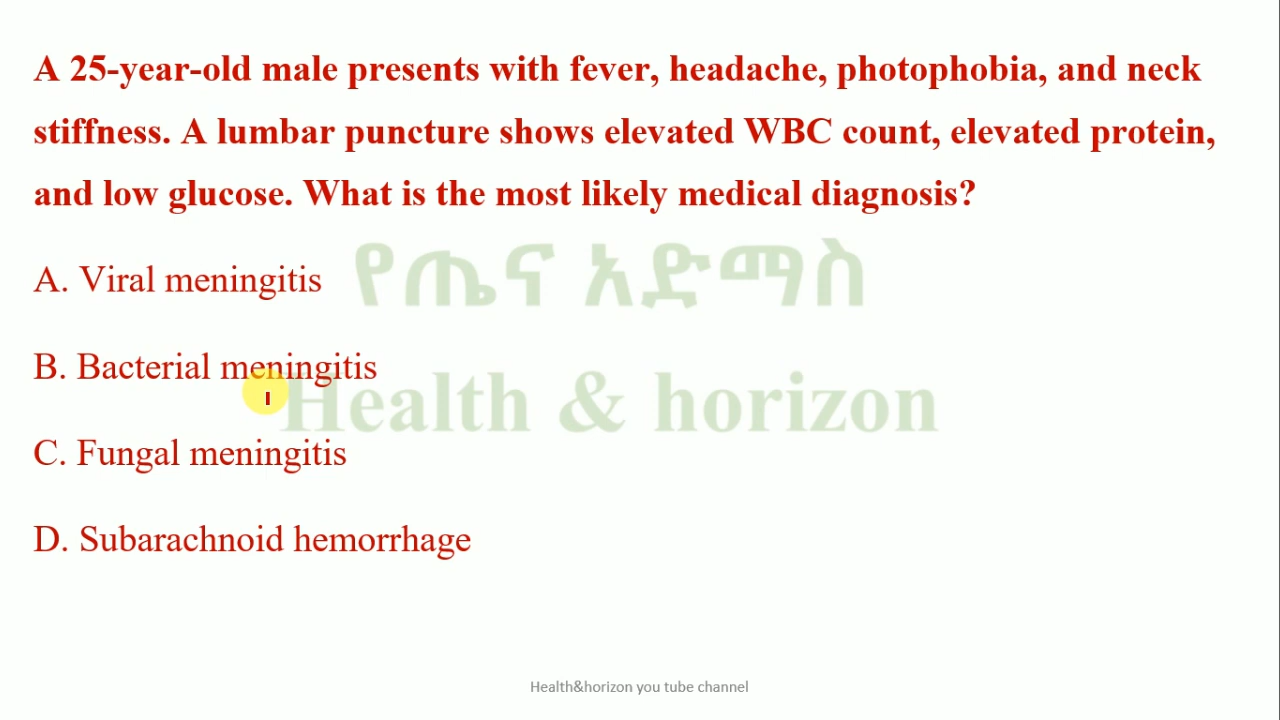 A 25-year-old male presents with fever, headache, photophobia, and neck
stiffness. A lumbar puncture shows elevated WBC count, elevated protein,
and low glucose. What is the most likely medical diagnosis?
A. Viral meningitis
የጤና አድማስ
B. Bacterial meningitis
Health & horizon
C. Fungal meningitis
D. Subarachnoid hemorrhage
Health&horizon you tube channel